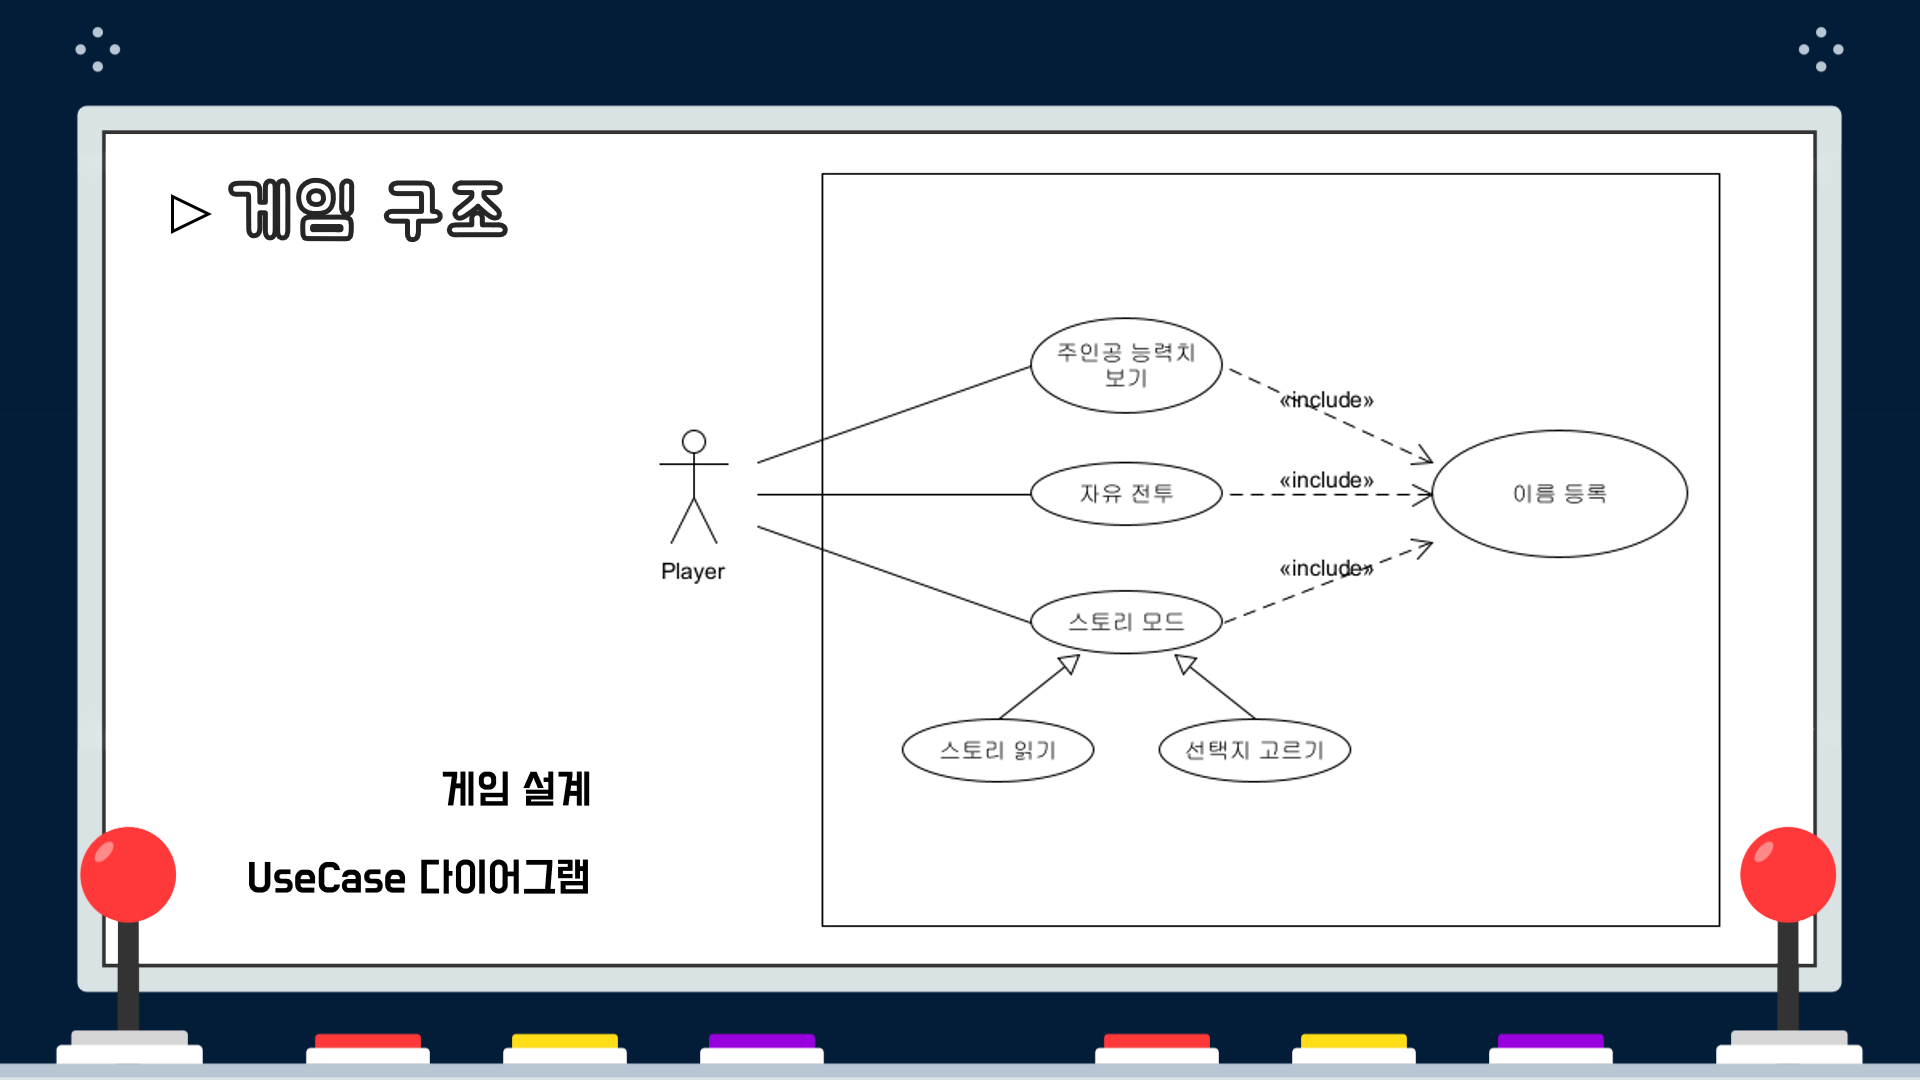 게임 구조
주인공 능력치
보기
«include»
자유 전투
«include»
이름 등록
Player
«include»
스토리 모드
스토리 읽기
선택지 고르기
게임 설계
UseCase 다이어그램